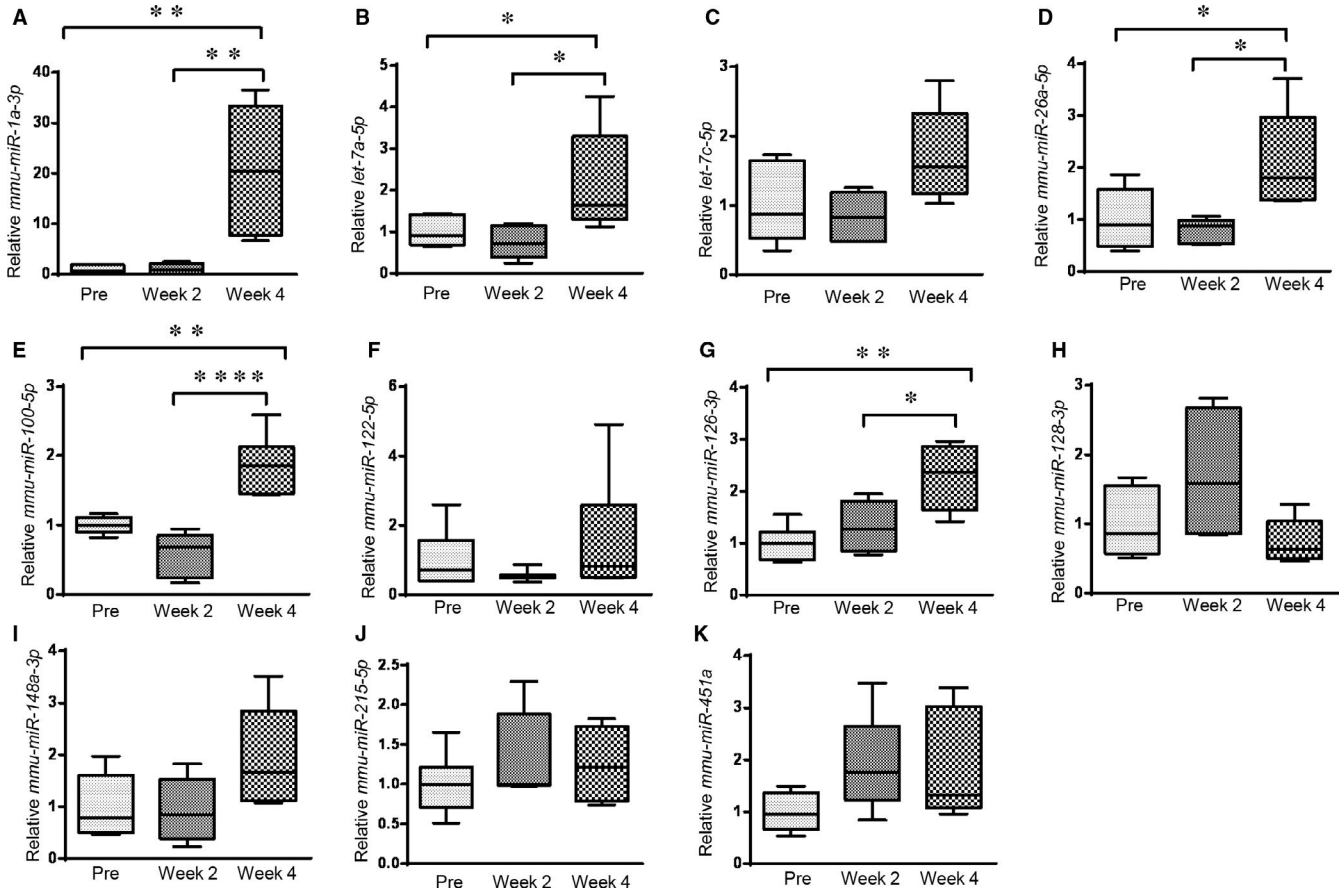 A
* *
* *
Relative mmu-miR-1a-3p
40
30
20
10
0
Pre Week 2 Week 4
B
*
*
Relative let-7a-5p
5
4
3
2
1
0
Pre Week 2 Week 4
C
Relative let-7c-5p
3
2
1
0
Pre Week 2 Week 4
D
*
*
Relative mmu-miR-26a-5p
4
3
2
1
0
Pre Week 2 Week 4
E
* *
* * * *
Relative mmu-miR-100-5p
3
2
1
0
Pre Week 2 Week 4
F
Relative mmu-miR-122-5p
6
4
2
0
Pre Week 2 Week 4
G
* *
*
Relative mmu-miR-126-3p
4
3
2
1
0
Pre Week 2 Week 4
H
Relative mmu-miR-128-3p
3
2
1
0
Pre Week 2 Week 4
I
Relative mmu-miR-148a-3p
4
3
2
1
0
Pre Week 2 Week 4
J
Relative mmu-miR-215-5p
2.5
2.0
1.5
1.0
0.5
0.0
Pre Week 2 Week 4
K
Relative mmu-miR-451a
4
3
2
1
0
Pre Week 2 Week 4